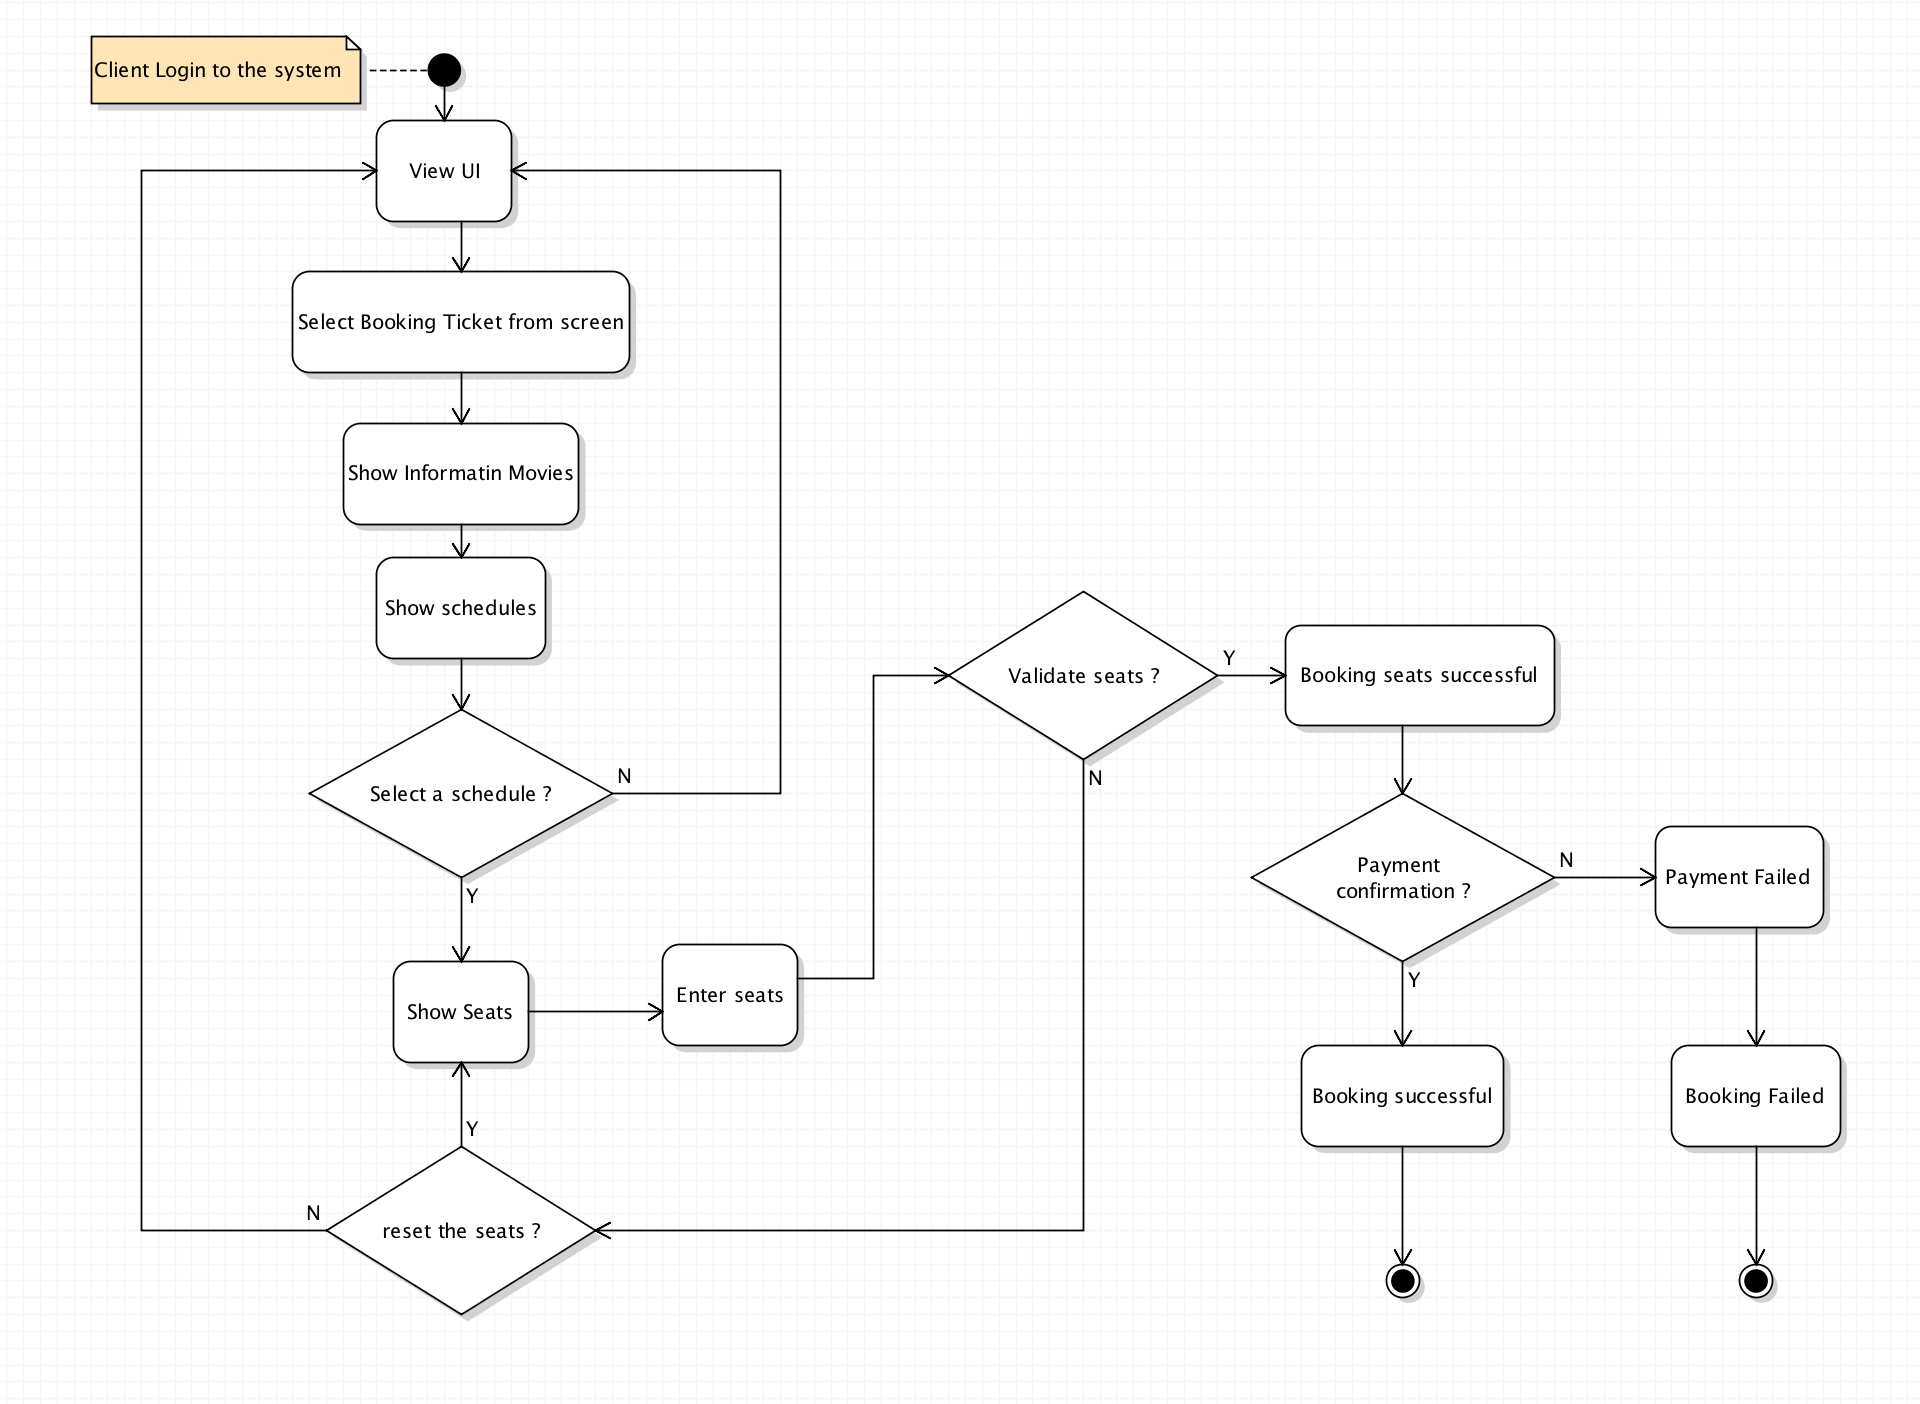 Client Login to the system
View UI
Select Booking Ticket from screen
Show Informatin Movies
Show schedules
Select a schedule ?
N
Y
Show Seats
Enter seats
Y
reset the seats ?
N
Validate seats ?
Y
N
Booking seats successful
Payment
confirmation ?
N
Payment Failed
Y
Booking successful
Booking Failed